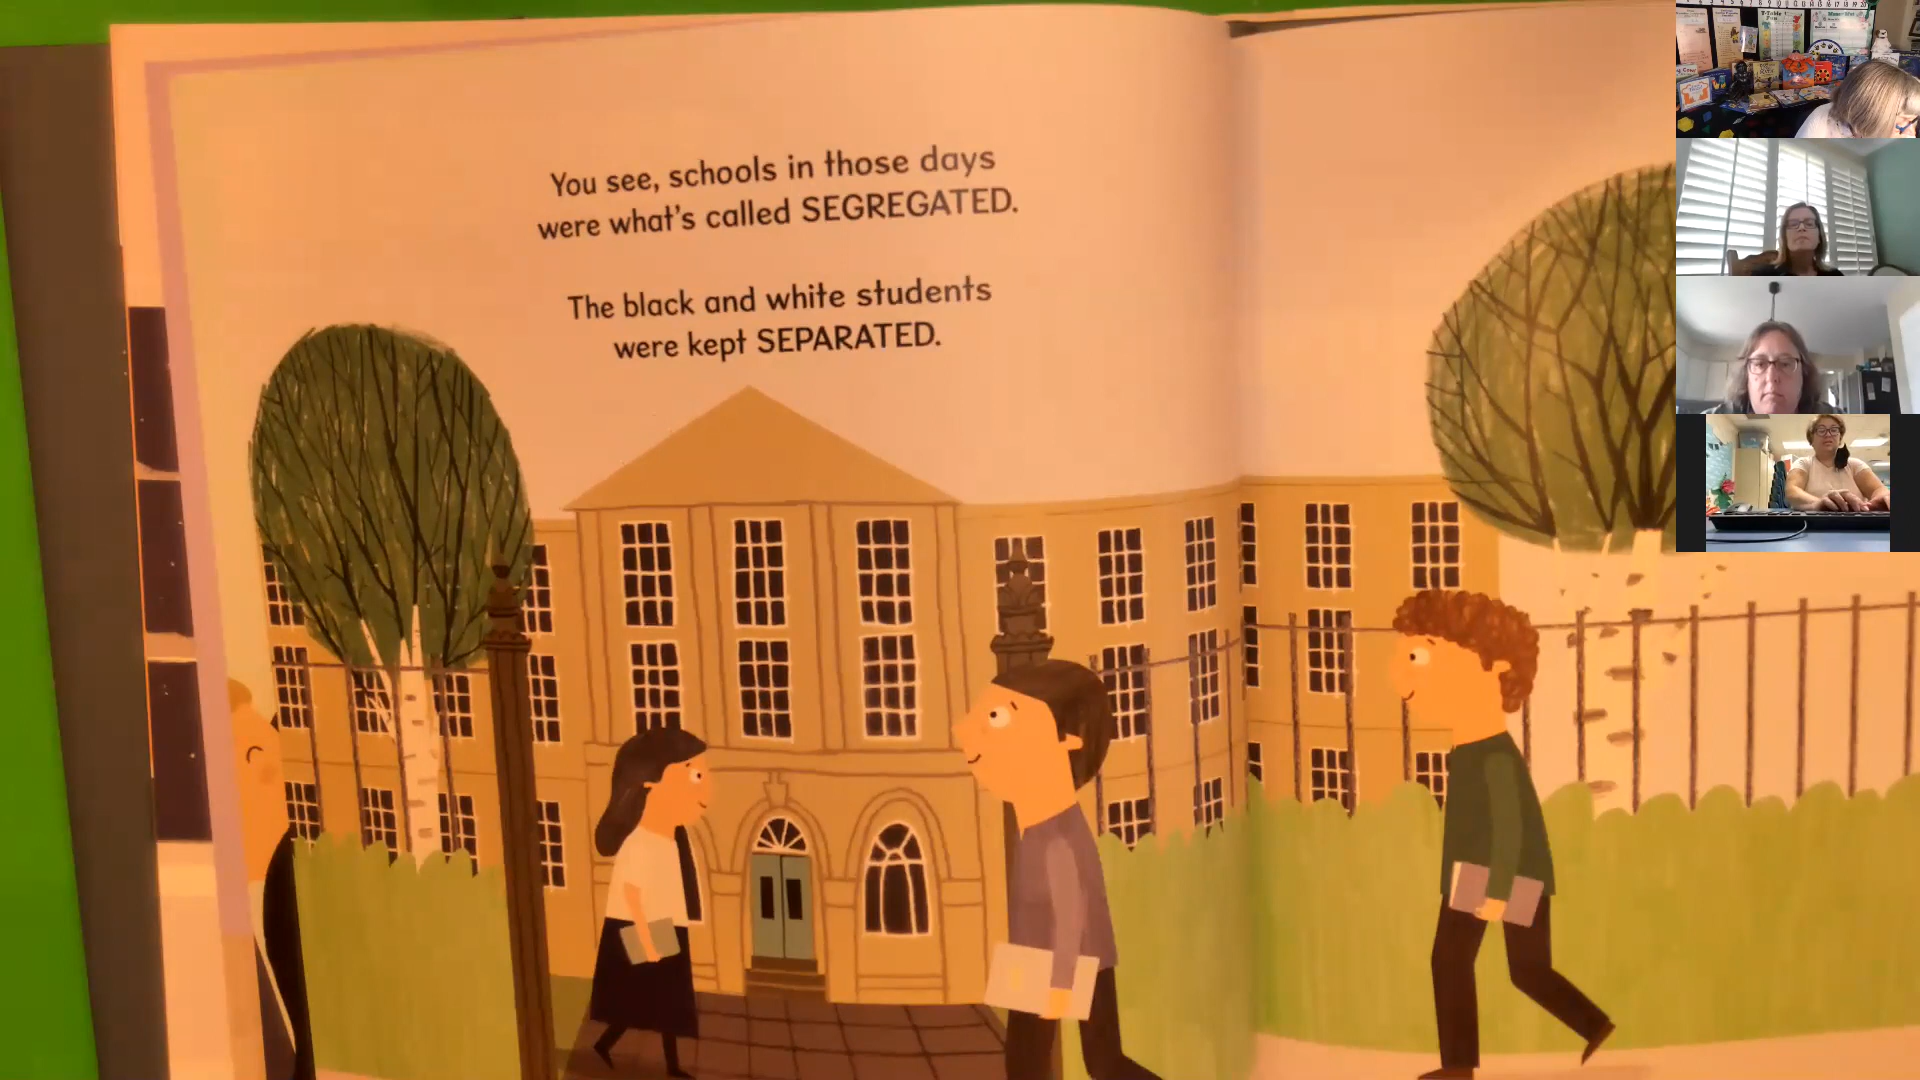 You see, schools in those days
were what's called SEGREGATED.
The black and white students
were kept SEPARATED.